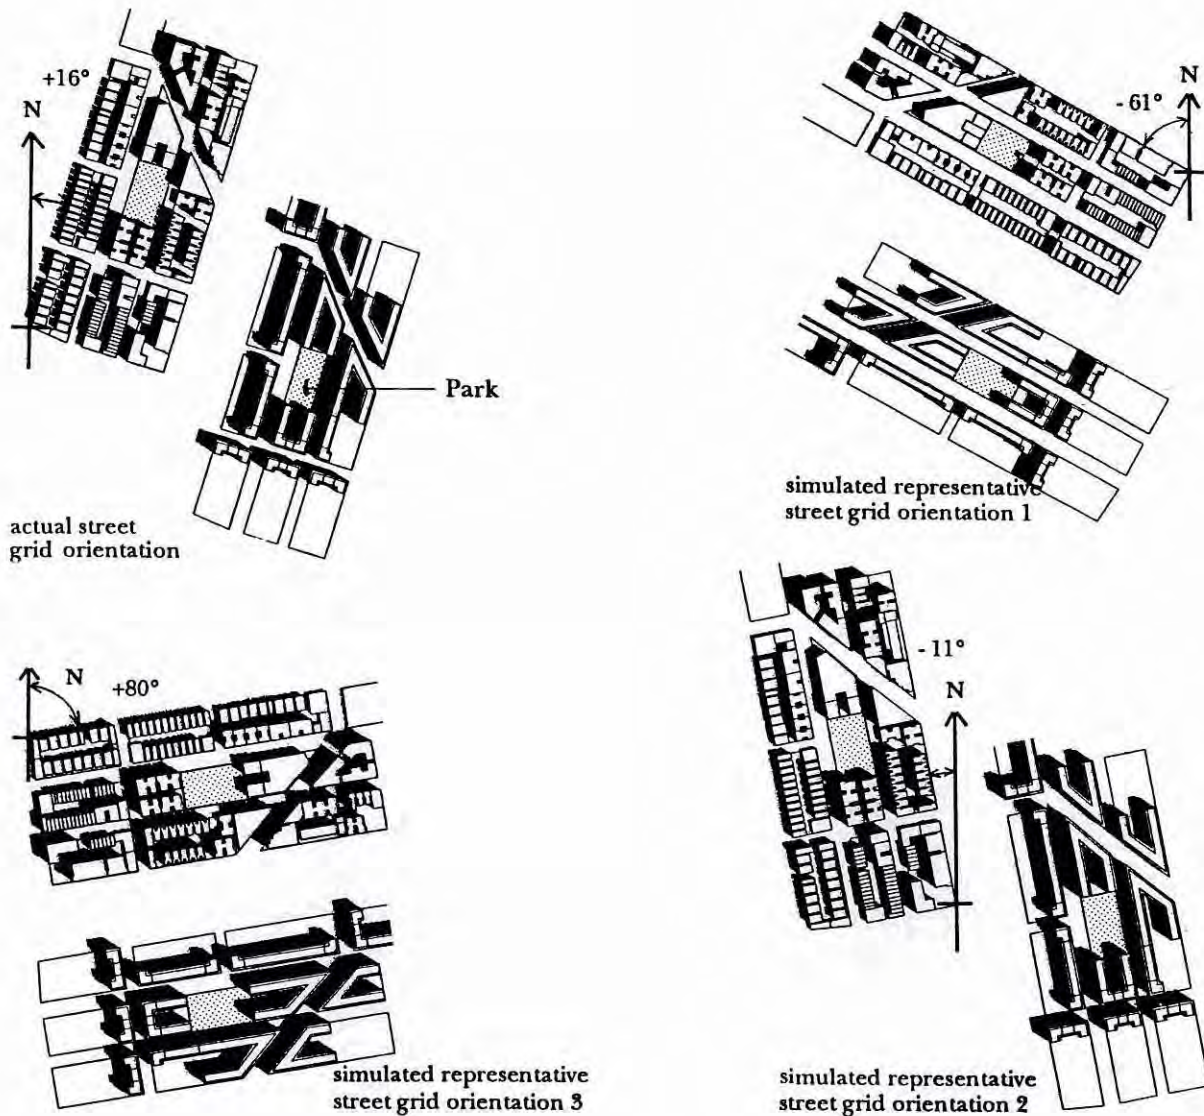 +16°
N
Park
actual street
grid orientation
N
- 61°
simulated representative
street grid orientation 1
N
+80°
simulated representative
street grid orientation 3
- 11°
N
simulated representative
street grid orientation 2